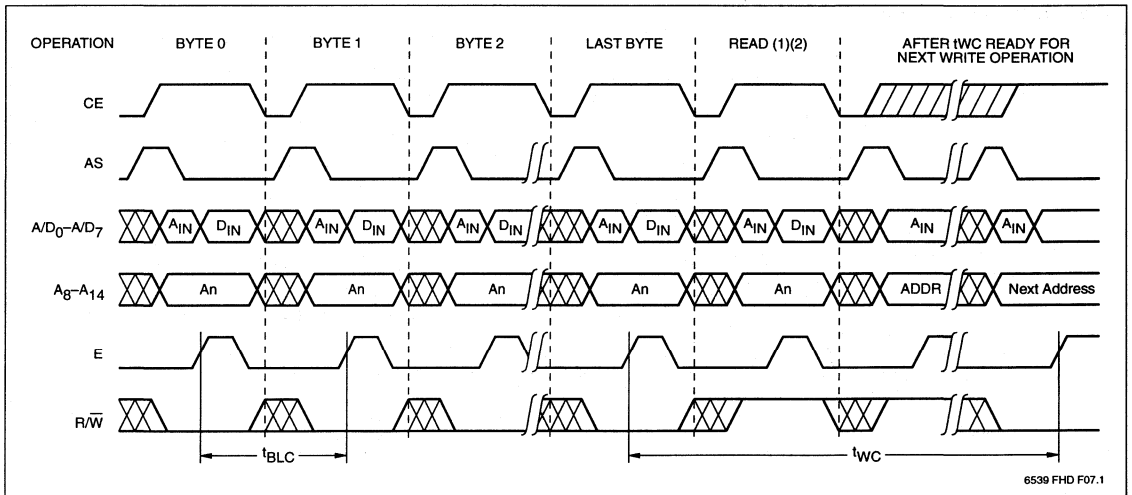 OPERATION BYTE 0 BYTE 1 BYTE 2 LAST BYTE READ (1)(2) AFTER tWC READY FOR
NEXT WRITE OPERATION
CE
AS
A/D0–A/D7 AIN DIN AIN DIN AIN DIN AIN DIN AIN DIN AIN AIN
A8–A14 An An An An An ADDR Next Address
E
R/W̅
tBLC tWC
6539 FHD F07.1